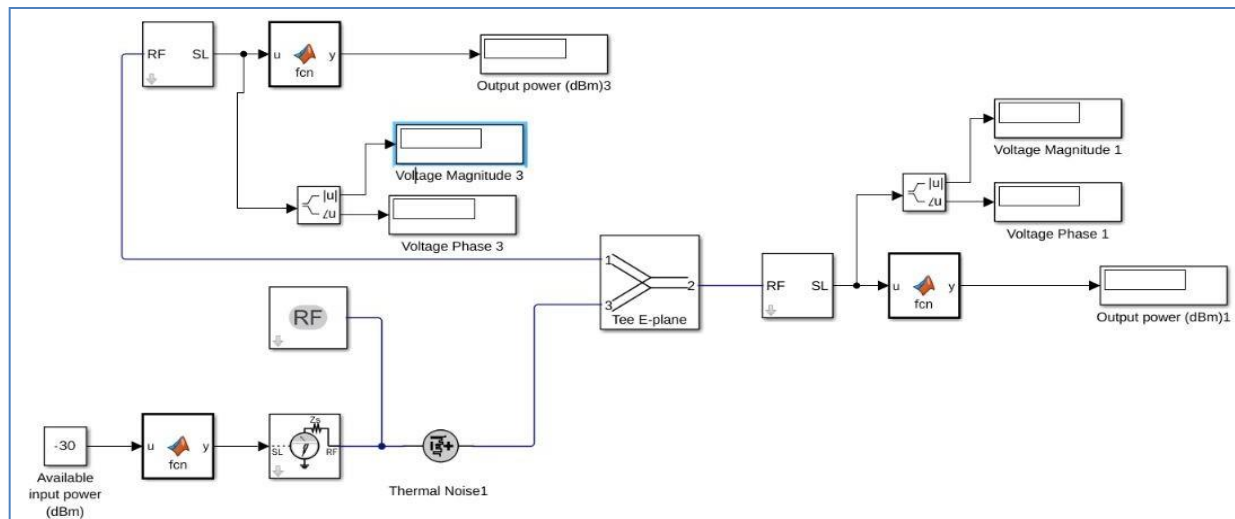 RF SL
u y
fcn
Output power (dBm)3
|u|
∠u
Voltage Magnitude 3
Voltage Phase 3
|u|
∠u
Voltage Magnitude 1
Voltage Phase 1
1
3
2
Tee E-plane
RF SL
u y
fcn
Output power (dBm)1
RF
-30
Available
input power
(dBm)
u y
fcn
Zs
SL RF
Thermal Noise1